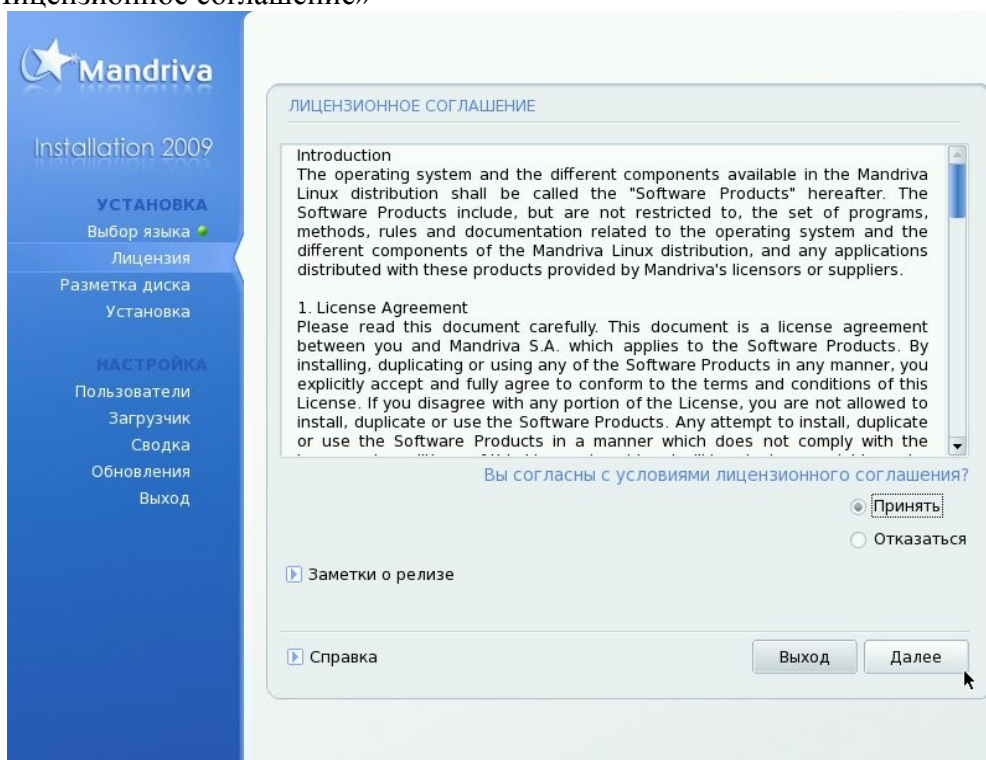 лицензионное соглашение»
Mandriva
Installation 2009
УСТАНОВКА
Выбор языка
Лицензия
Разметка диска
Установка
НАСТРОЙКА
Пользователи
Загрузчик
Сводка
Обновления
Выход
ЛИЦЕНЗИОННОЕ СОГЛАШЕНИЕ
Introduction
The operating system and the different components available in the Mandriva
Linux distribution shall be called the "Software Products" hereafter. The
Software Products include, but are not restricted to, the set of programs,
methods, rules and documentation related to the operating system and the
different components of the Mandriva Linux distribution, and any applications
distributed with these products provided by Mandriva's licensors or suppliers.
1. License Agreement
Please read this document carefully. This document is a license agreement
between you and Mandriva S.A. which applies to the Software Products. By
installing, duplicating or using any of the Software Products in any manner, you
explicitly accept and fully agree to conform to the terms and conditions of this
License. If you disagree with any portion of the License, you are not allowed to
install, duplicate or use the Software Products. Any attempt to install, duplicate
or use the Software Products in a manner which does not comply with the
Вы согласны с условиями лицензионного соглашения?
Принять
Отказаться
Заметки о релизе
Справка
Выход
Далее